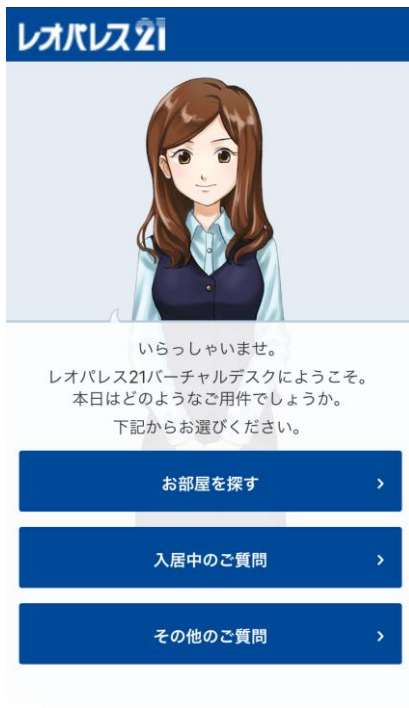 レオパレス21
いらっしゃいませ。
レオパレス21バーチャルデスクにようこそ。
本日はどのようなご用件でしょうか。
下記からお選びください。
お部屋を探す
入居中のご質問
その他のご質問